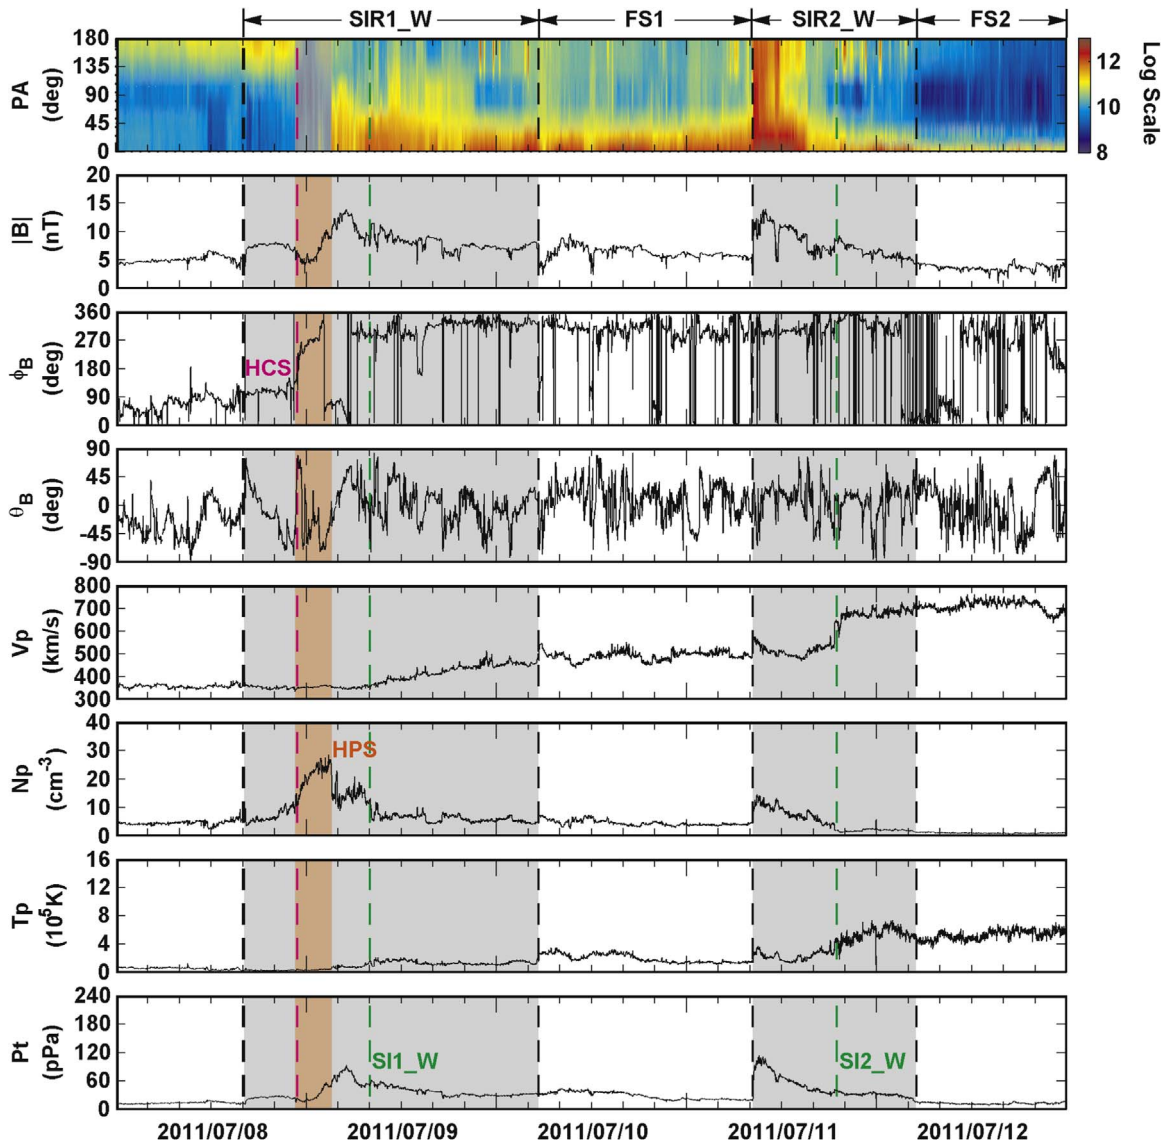 SIR1_W FS1 SIR2_W FS2
PA
(deg)
180
135
90
45
0
12
10
8
Log Scale
|B|
(nT)
20
15
10
5
0
ϕB
(deg)
360
270
180
90
0
HCS
θB
(deg)
90
45
0
-45
-90
Vp
(km/s)
800
700
600
500
400
300
Np
(cm-3)
40
30
20
10
0
HPS
Tp
(10^5K)
16
12
8
4
0
Pt
(pPa)
240
180
120
60
0
SI1_W SI2_W
2011/07/08 2011/07/09 2011/07/10 2011/07/11 2011/07/12